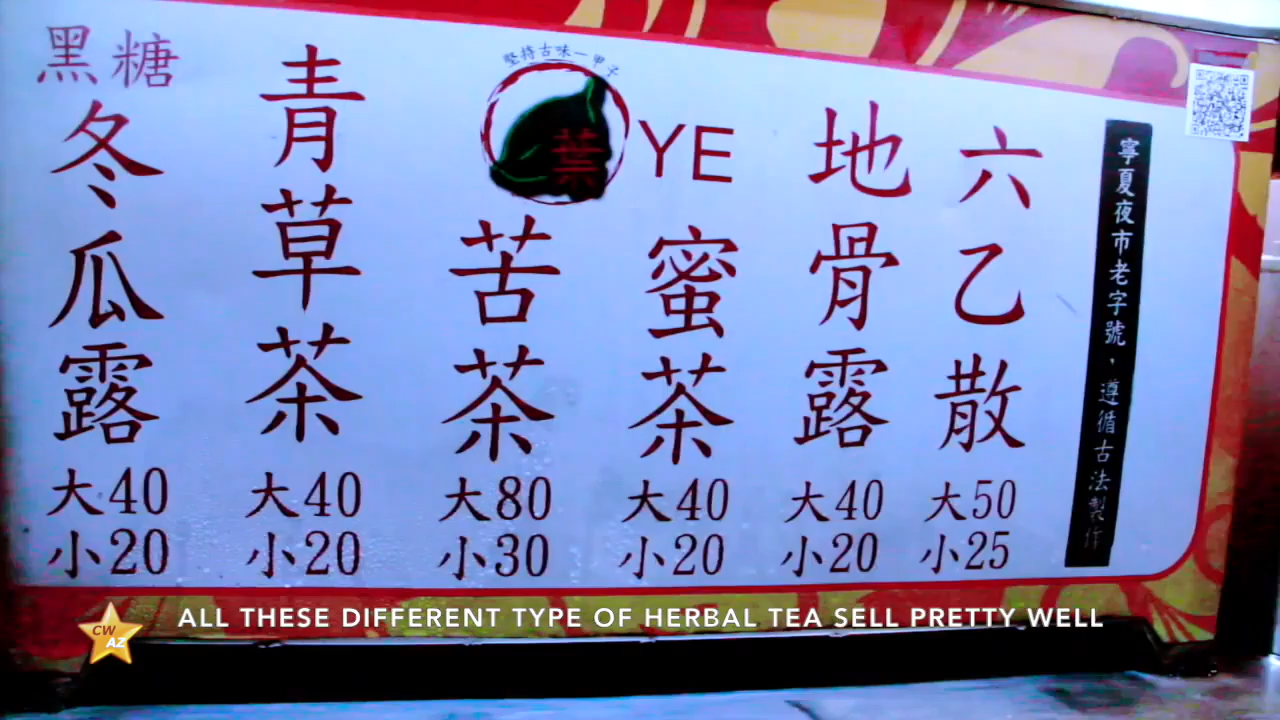 黑糖
冬瓜露
大40
小20
青草茶
大40
小20
堅持古味一甲子
葉
YE
苦茶
大80
小30
蜜茶
大40
小20
地骨露
大40
小20
六乙散
大50
小25
寧夏夜市老字號,遵循古法製作
CW
AZ
ALL THESE DIFFERENT TYPE OF HERBAL TEA SELL PRETTY WELL